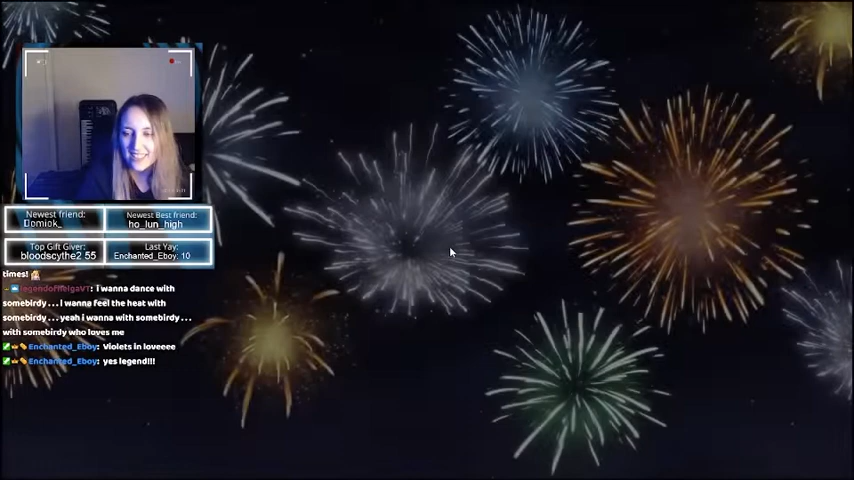 Newest friend:
Domiok_
Newest Best friend:
ho_lun_high
Top Gift Giver:
bloodscythe2 55
Last Yay:
Enchanted_Eboy: 10
times!
legendofhelgaVT: i wanna dance with
somebirdy... I wanna feel the heat with
somebirdy... yeah i wanna with somebirdy...
with somebirdy who loves me
Enchanted_Eboy: Violets in loveeee
Enchanted_Eboy: yes legend!!!